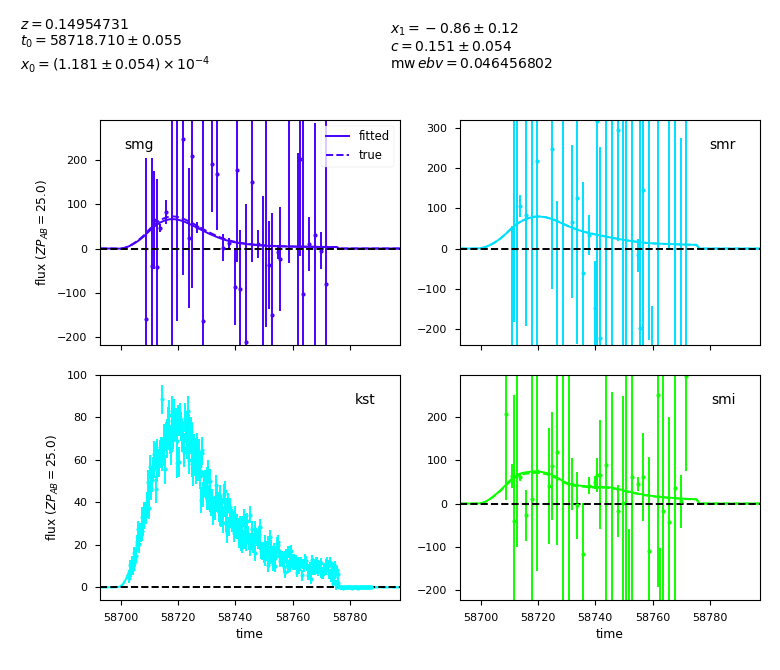 z = 0.14954731
t₀ = 58718.710 ± 0.055
x₀ = (1.181 ± 0.054) × 10⁻⁴
x₁ = −0.86 ± 0.12
c = 0.151 ± 0.054
mw ebv = 0.046456802
smg
fitted
true
200
100
0
−100
−200
flux (ZP_AB = 25.0)
smr
300
200
100
0
−100
−200
kst
100
80
60
40
20
0
flux (ZP_AB = 25.0)
58700 58720 58740 58760 58780
time
smi
200
100
0
−100
−200
58700 58720 58740 58760 58780
time